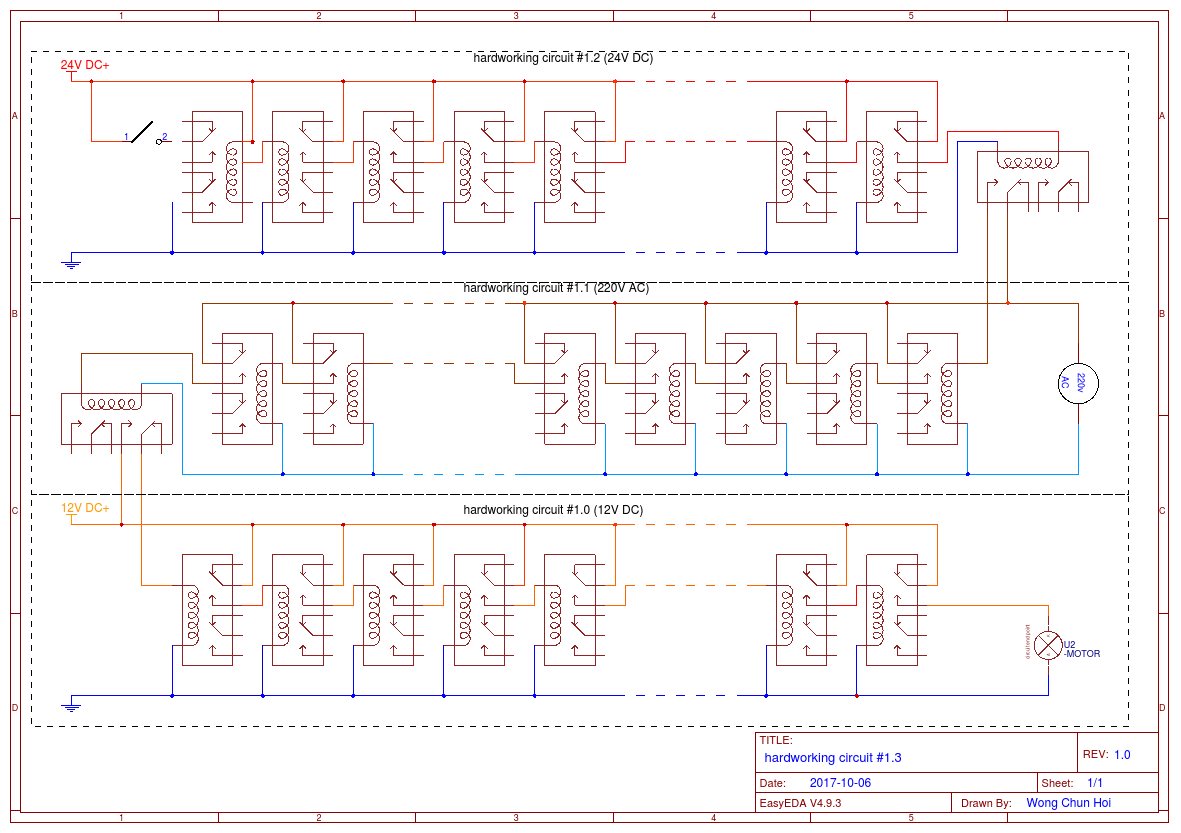 1 2 3 4 5
hardworking circuit #1.2 (24V DC)
24V DC+
A A
1 2
hardworking circuit #1.1 (220V AC)
B B
220v
AC
12V DC+
hardworking circuit #1.0 (12V DC)
C C
U2
-MOTOR
D D
TITLE:
hardworking circuit #1.3
REV: 1.0
Date: 2017-10-06
Sheet: 1/1
EasyEDA V4.9.3
Drawn By: Wong Chun Hoi
1 2 3 4 5